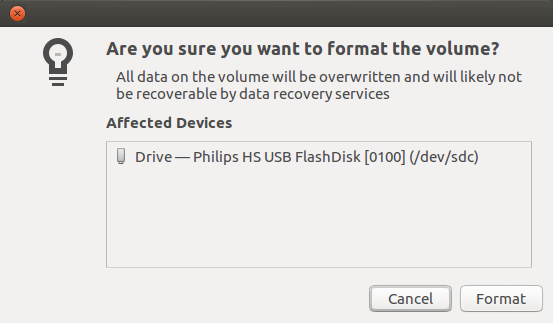 Are you sure you want to format the volume?
All data on the volume will be overwritten and will likely not
be recoverable by data recovery services
Affected Devices
Drive — Philips HS USB FlashDisk [0100] (/dev/sdc)
Cancel Format